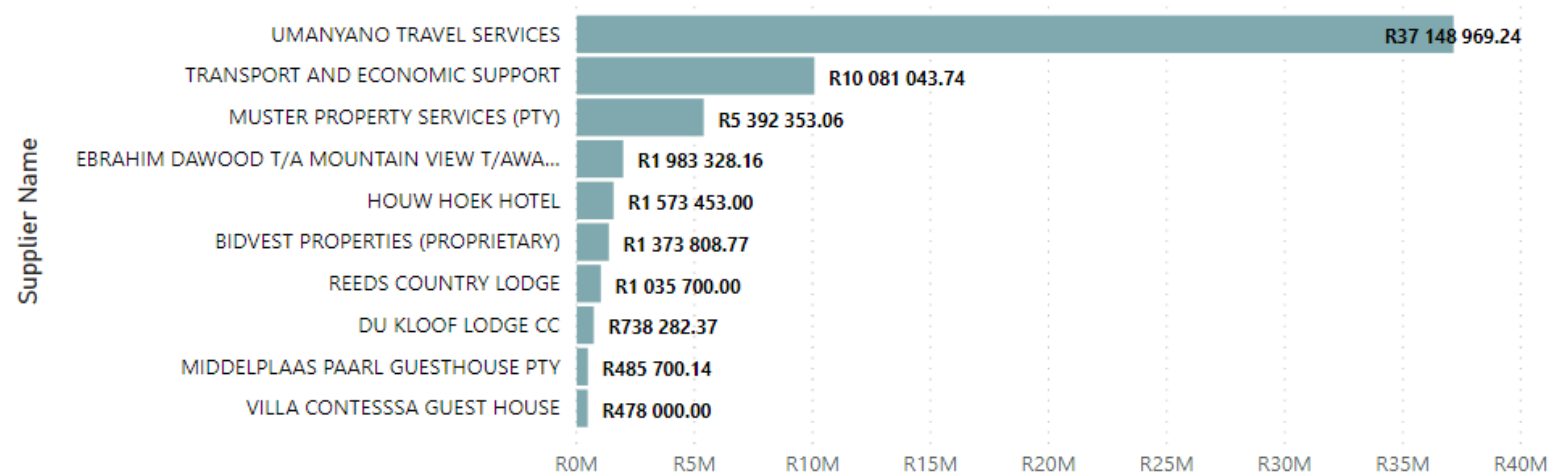 Supplier Name
UMANYANO TRAVEL SERVICES R37 148 969.24
TRANSPORT AND ECONOMIC SUPPORT R10 081 043.74
MUSTER PROPERTY SERVICES (PTY) R5 392 353.06
EBRAHIM DAWOOD T/A MOUNTAIN VIEW T/AWA... R1 983 328.16
HOUW HOEK HOTEL R1 573 453.00
BIDVEST PROPERTIES (PROPRIETARY) R1 373 808.77
REEDS COUNTRY LODGE R1 035 700.00
DU KLOOF LODGE CC R738 282.37
MIDDELPLAAS PAARL GUESTHOUSE PTY R485 700.14
VILLA CONTESSSA GUEST HOUSE R478 000.00
R0M R5M R10M R15M R20M R25M R30M R35M R40M